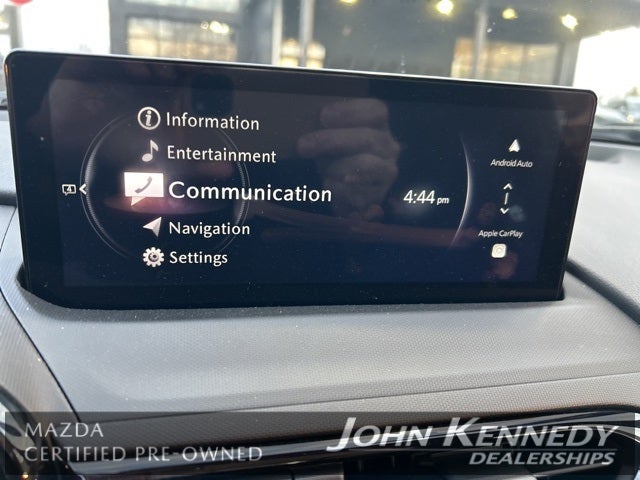 Information
Entertainment
Communication
Navigation
Settings
4:44 pm
Android Auto
Apple CarPlay
MAZDA
CERTIFIED PRE-OWNED
JOHN KENNEDY
DEALERSHIPS